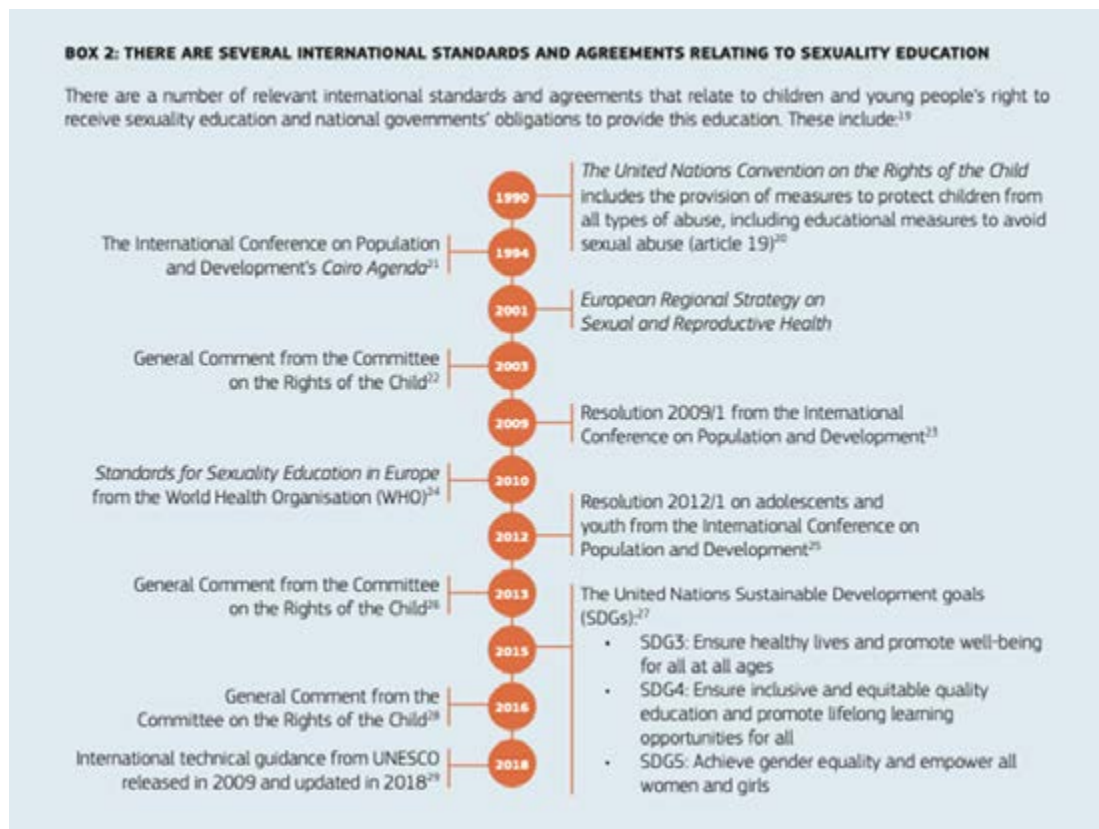 BOX 2: THERE ARE SEVERAL INTERNATIONAL STANDARDS AND AGREEMENTS RELATING TO SEXUALITY EDUCATION
There are a number of relevant international standards and agreements that relate to children and young people's right to
receive sexuality education and national governments' obligations to provide this education. These include:¹⁹
1990
The United Nations Convention on the Rights of the Child
includes the provision of measures to protect children from
all types of abuse, including educational measures to avoid
sexual abuse (article 19)²⁰
The International Conference on Population
and Development's Cairo Agenda²¹
1994
2001
European Regional Strategy on
Sexual and Reproductive Health
General Comment from the Committee
on the Rights of the Child²²
2003
2009
Resolution 2009/1 from the International
Conference on Population and Development²³
Standards for Sexuality Education in Europe
from the World Health Organisation (WHO)²⁴
2010
2012
Resolution 2012/1 on adolescents and
youth from the International Conference on
Population and Development²⁵
General Comment from the Committee
on the Rights of the Child²⁶
2013
2015
The United Nations Sustainable Development goals
(SDGs):²⁷
• SDG3: Ensure healthy lives and promote well-being
for all at all ages
• SDG4: Ensure inclusive and equitable quality
education and promote lifelong learning
opportunities for all
• SDG5: Achieve gender equality and empower all
women and girls
General Comment from the
Committee on the Rights of the Child²⁸
2016
International technical guidance from UNESCO
released in 2009 and updated in 2018²⁹
2018